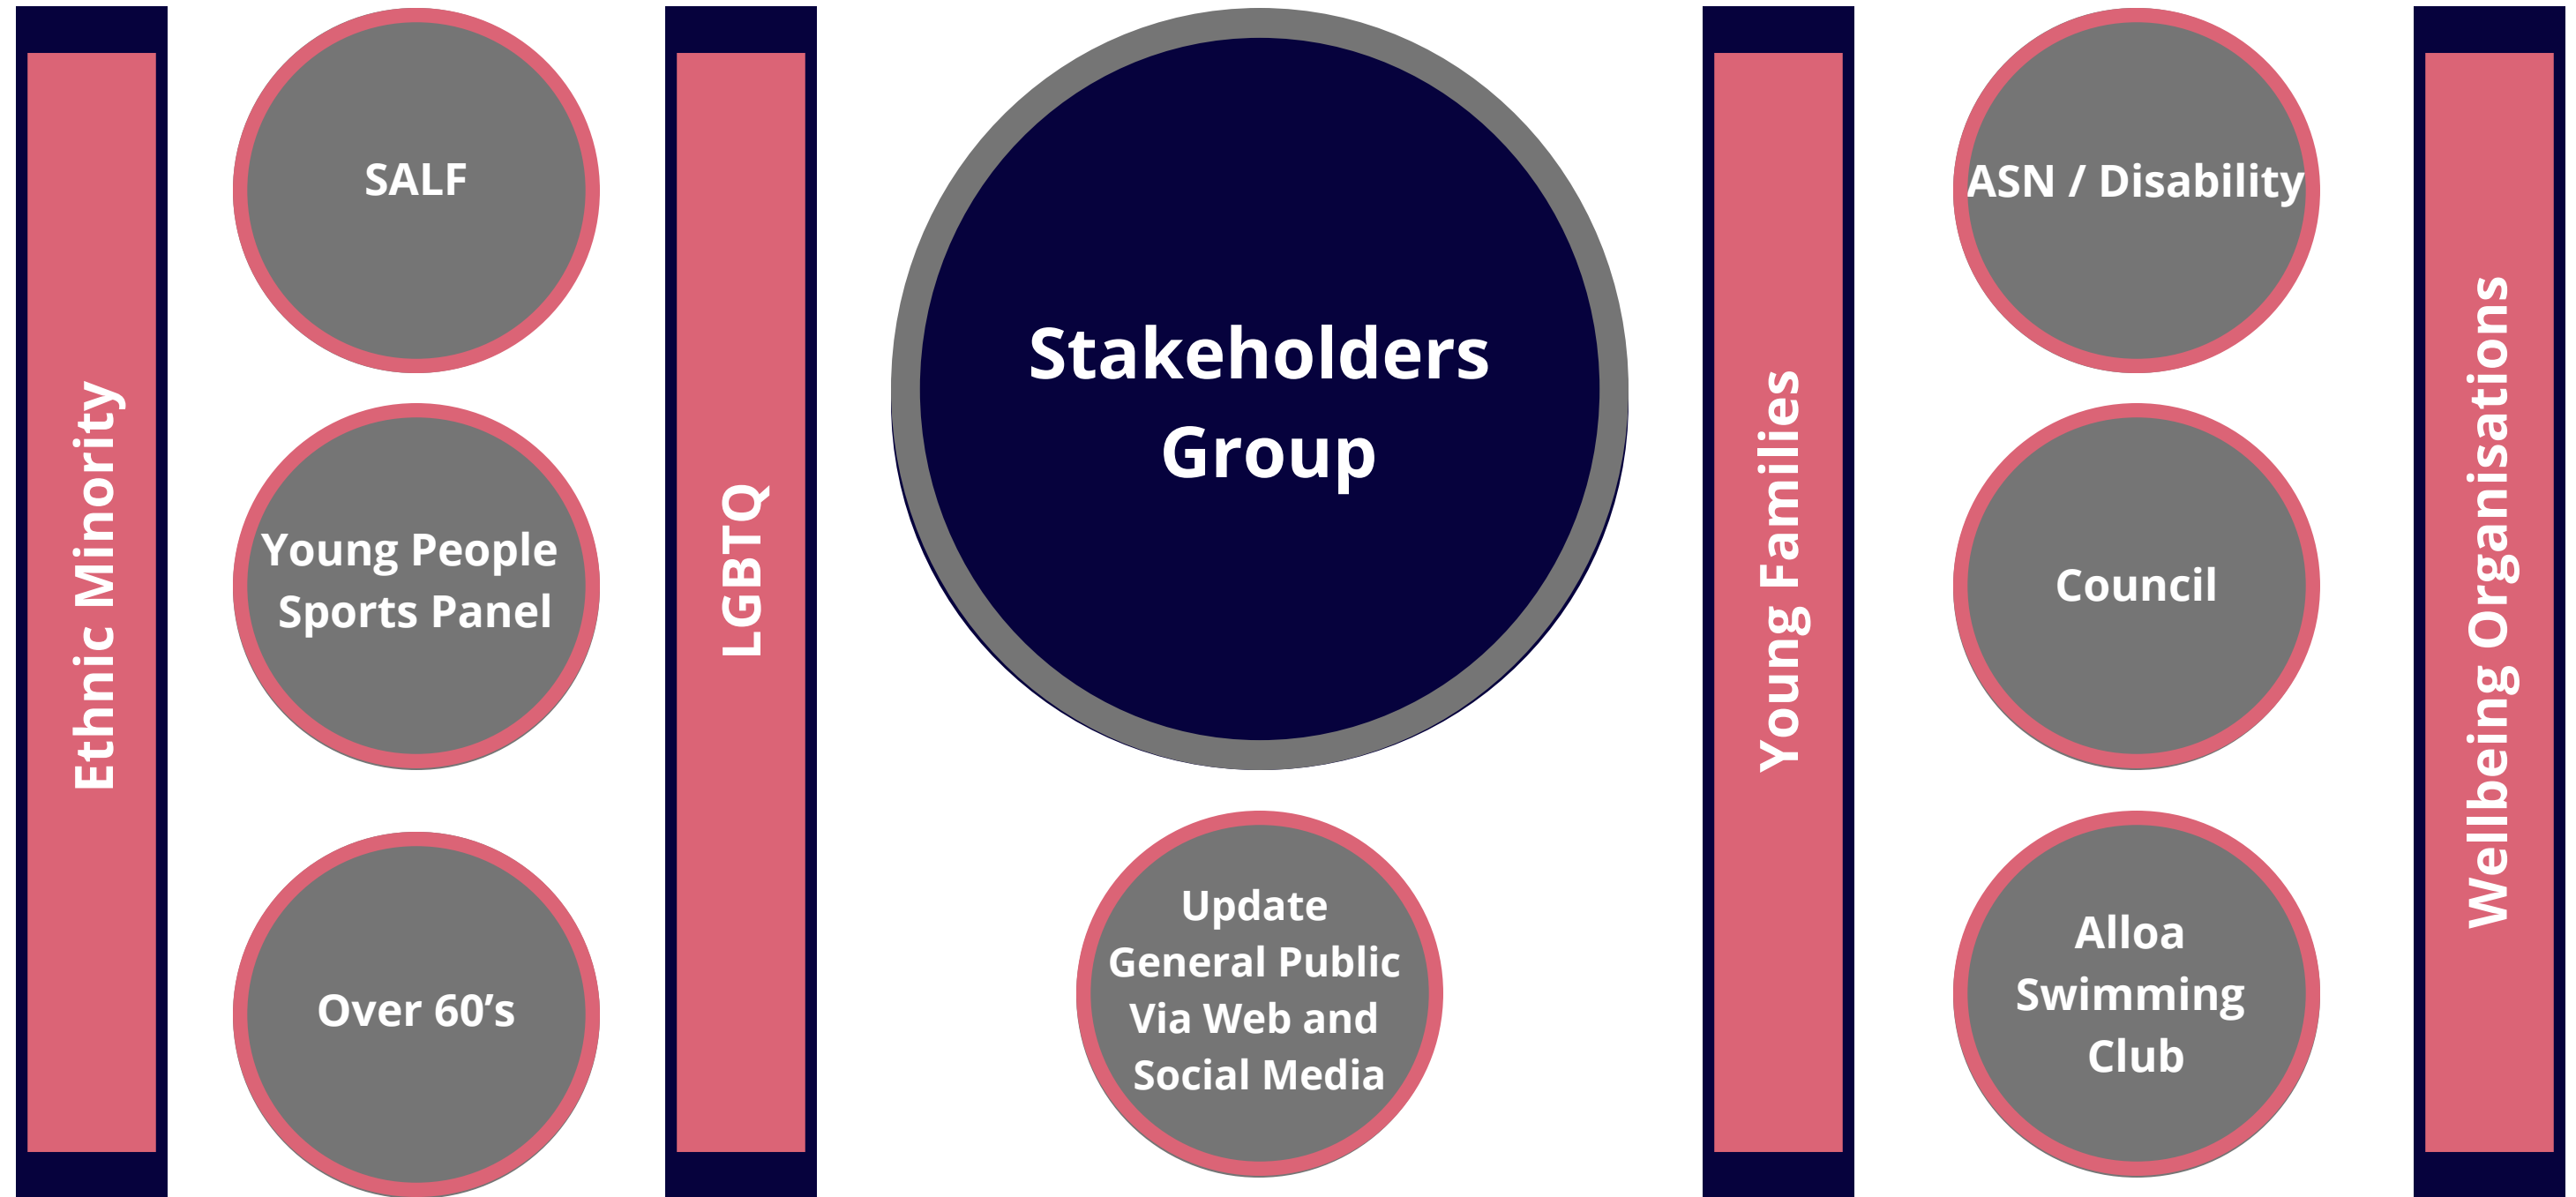 Ethnic Minority
SALF
Young People
Sports Panel
Over 60’s
LGBTQ
Stakeholders
Group
Update
General Public
Via Web and
Social Media
Young Families
ASN / Disability
Council
Alloa
Swimming
Club
Wellbeing Organisations